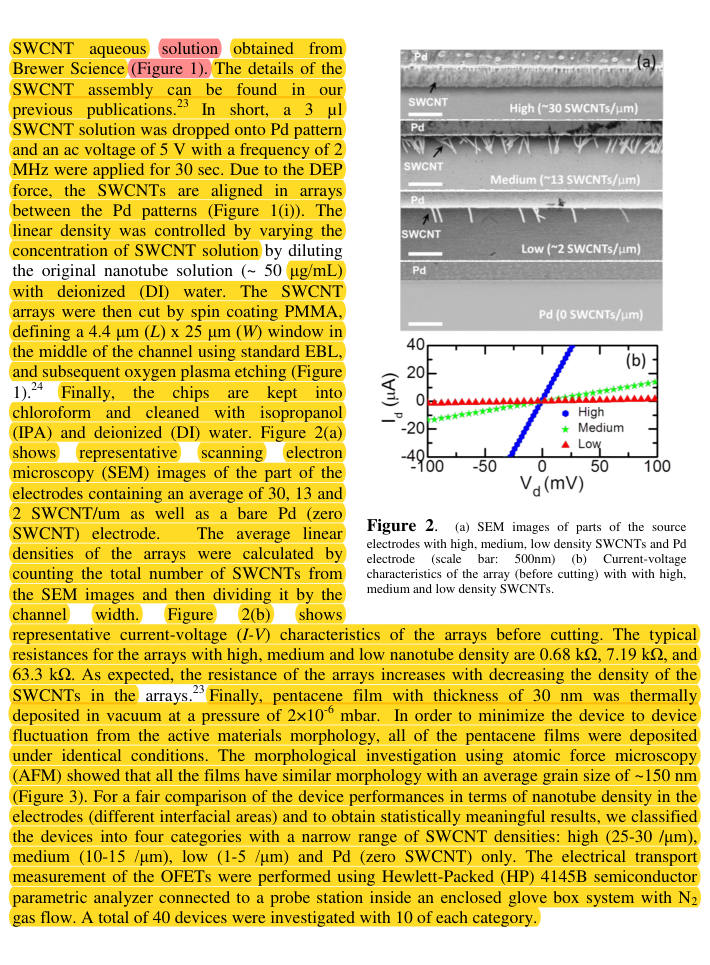 SWCNT aqueous solution obtained from
Brewer Science (Figure 1). The details of the
SWCNT assembly can be found in our
previous publications.23 In short, a 3 µl
SWCNT solution was dropped onto Pd pattern
and an ac voltage of 5 V with a frequency of 2
MHz were applied for 30 sec. Due to the DEP
force, the SWCNTs are aligned in arrays
between the Pd patterns (Figure 1(i)). The
linear density was controlled by varying the
concentration of SWCNT solution by diluting
the original nanotube solution (~ 50 µg/mL)
with deionized (DI) water. The SWCNT
arrays were then cut by spin coating PMMA,
defining a 4.4 µm (L) x 25 µm (W) window in
the middle of the channel using standard EBL,
and subsequent oxygen plasma etching (Figure
1).24 Finally, the chips are kept into
chloroform and cleaned with isopropanol
(IPA) and deionized (DI) water. Figure 2(a)
shows representative scanning electron
microscopy (SEM) images of the part of the
electrodes containing an average of 30, 13 and
2 SWCNT/um as well as a bare Pd (zero
SWCNT) electrode. The average linear
densities of the arrays were calculated by
counting the total number of SWCNTs from
the SEM images and then dividing it by the
channel width. Figure 2(b) shows
Pd
(a)
SWCNT
High (~30 SWCNTs/µm)
Pd
SWCNT
Medium (~13 SWCNTs/µm)
Pd
SWCNT
Low (~2 SWCNTs/µm)
Pd
Pd (0 SWCNTs/µm)
40
20
0
-20
-40
Id (µA)
(b)
High
Medium
Low
-100 -50 0 50 100
Vd (mV)
Figure 2. (a) SEM images of parts of the source
electrodes with high, medium, low density SWCNTs and Pd
electrode (scale bar: 500nm) (b) Current-voltage
characteristics of the array (before cutting) with with high,
medium and low density SWCNTs.
representative current-voltage (I-V) characteristics of the arrays before cutting. The typical
resistances for the arrays with high, medium and low nanotube density are 0.68 kΩ, 7.19 kΩ, and
63.3 kΩ. As expected, the resistance of the arrays increases with decreasing the density of the
SWCNTs in the arrays.23 Finally, pentacene film with thickness of 30 nm was thermally
deposited in vacuum at a pressure of 2×10-6 mbar. In order to minimize the device to device
fluctuation from the active materials morphology, all of the pentacene films were deposited
under identical conditions. The morphological investigation using atomic force microscopy
(AFM) showed that all the films have similar morphology with an average grain size of ~150 nm
(Figure 3). For a fair comparison of the device performances in terms of nanotube density in the
electrodes (different interfacial areas) and to obtain statistically meaningful results, we classified
the devices into four categories with a narrow range of SWCNT densities: high (25-30 /µm),
medium (10-15 /µm), low (1-5 /µm) and Pd (zero SWCNT) only. The electrical transport
measurement of the OFETs were performed using Hewlett-Packed (HP) 4145B semiconductor
parametric analyzer connected to a probe station inside an enclosed glove box system with N2
gas flow. A total of 40 devices were investigated with 10 of each category.